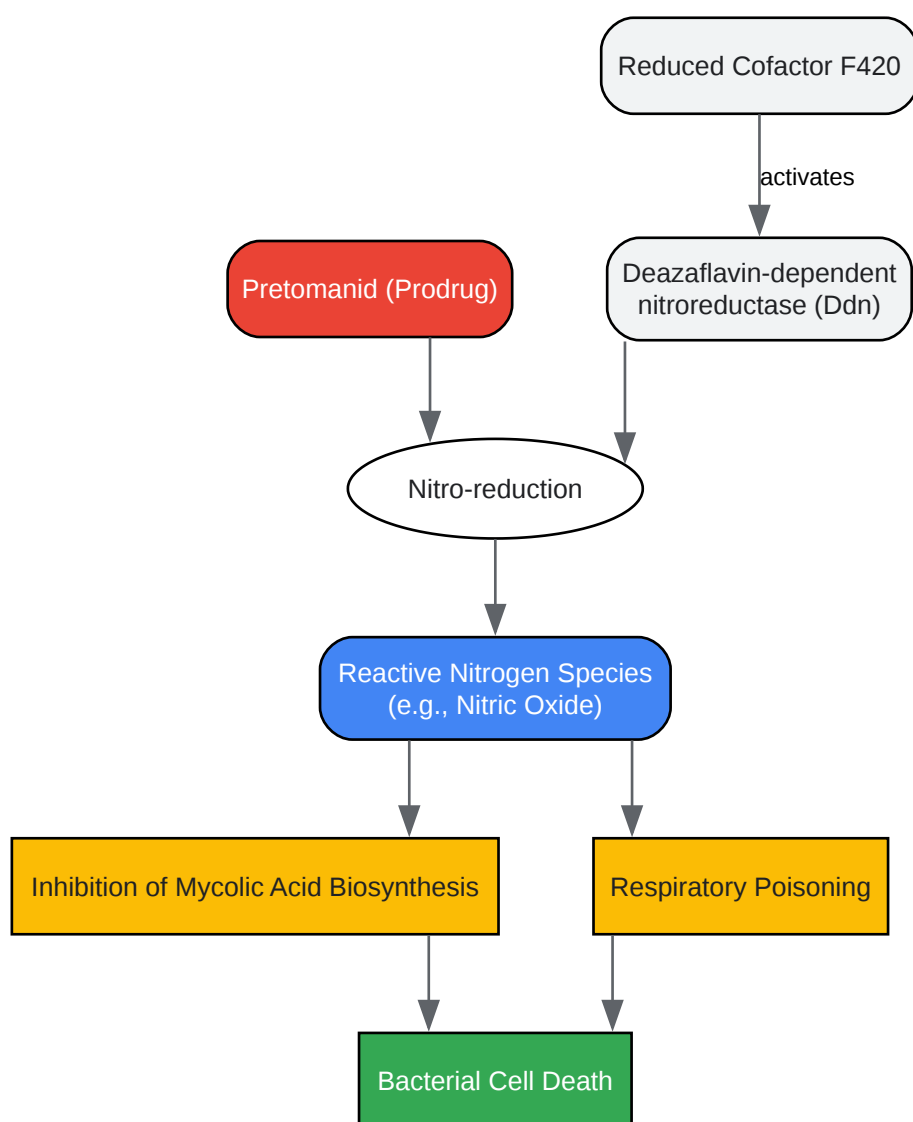 Reduced Cofactor F420
activates
Pretomanid (Prodrug)
Deazaflavin-dependent
nitroreductase (Ddn)
Nitro-reduction
Reactive Nitrogen Species
(e.g., Nitric Oxide)
Inhibition of Mycolic Acid Biosynthesis
Respiratory Poisoning
Bacterial Cell Death